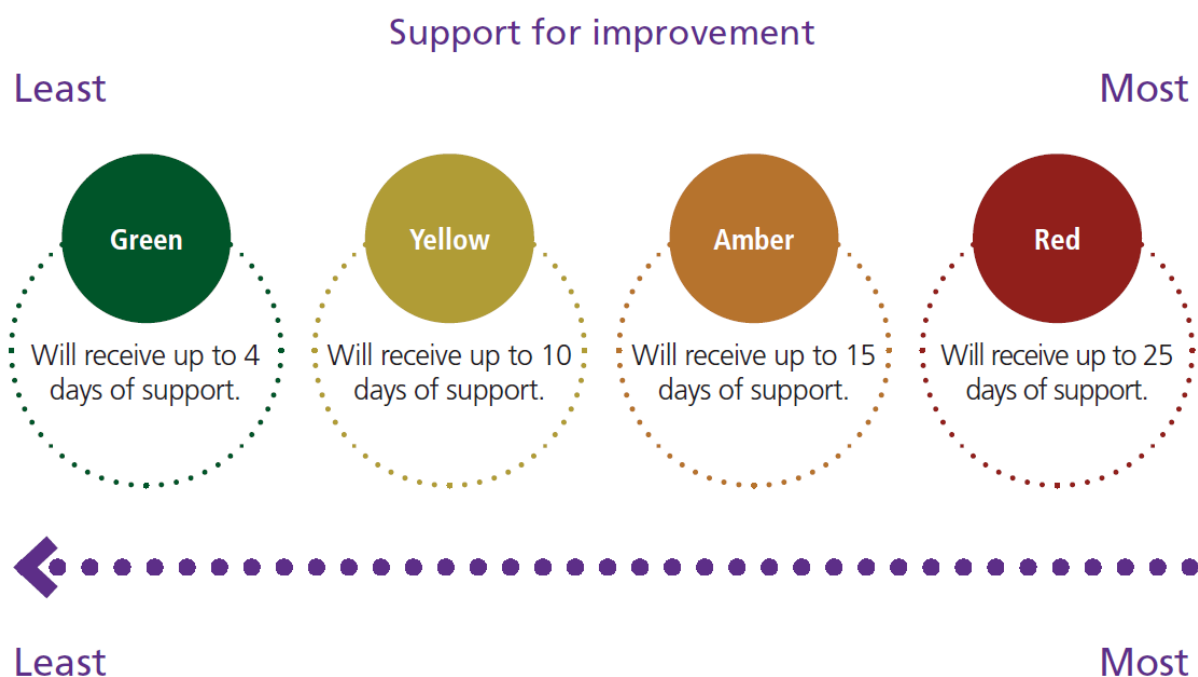 Support for improvement
Least
Most
Green
Yellow
Amber
Red
Will receive up to 4
days of support.
Will receive up to 10
days of support.
Will receive up to 15
days of support.
Will receive up to 25
days of support.
Least
Most